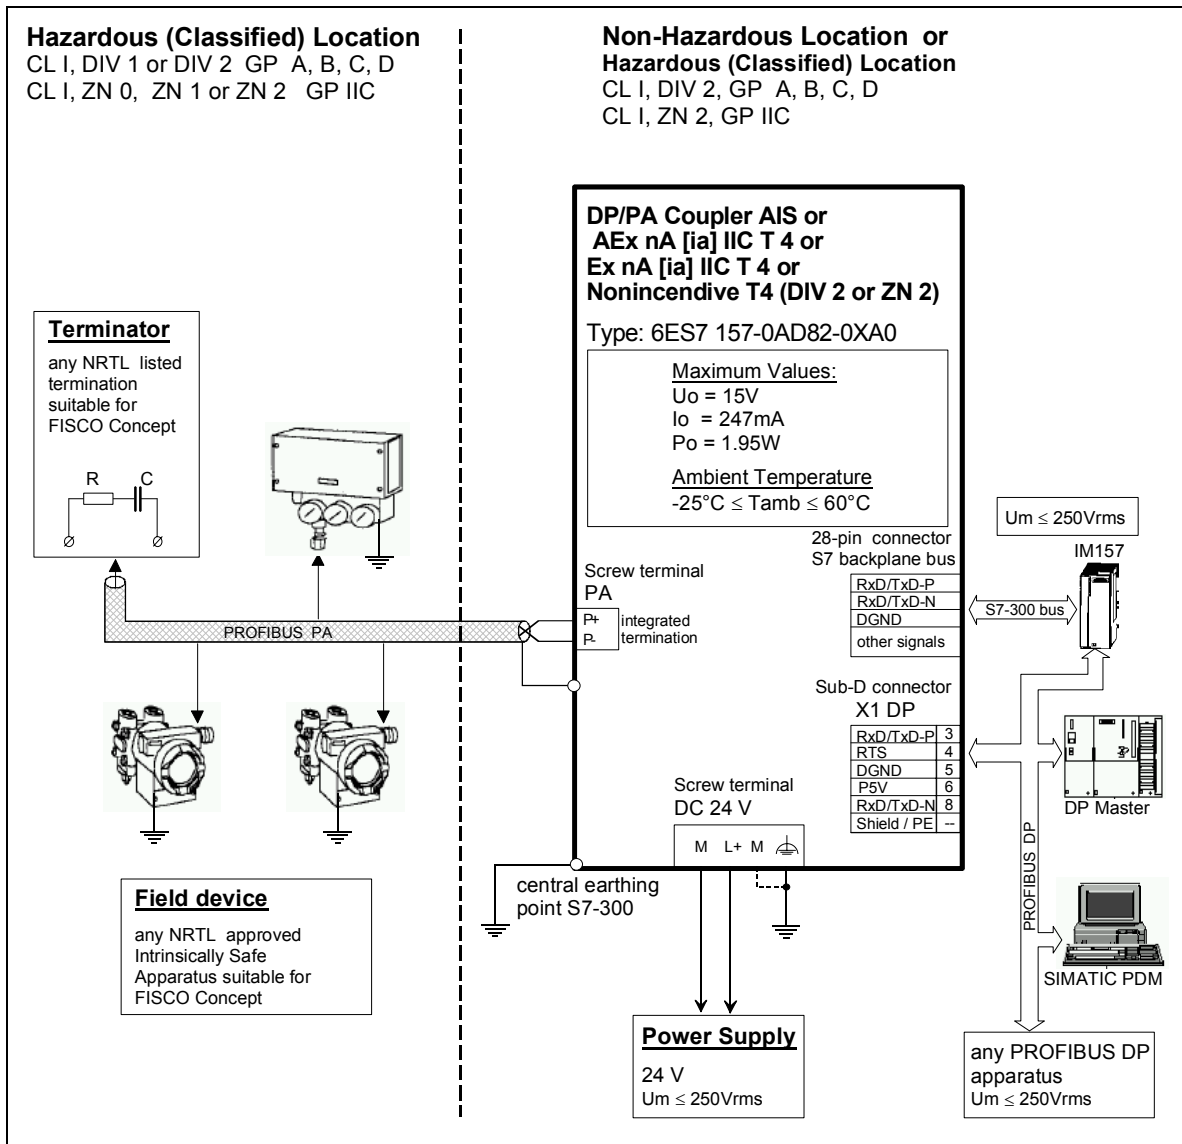 Hazardous (Classified) Location
CL I, DIV 1 or DIV 2 GP A, B, C, D
CL I, ZN 0, ZN 1 or ZN 2 GP IIC
Non-Hazardous Location or
Hazardous (Classified) Location
CL I, DIV 2, GP A, B, C, D
CL I, ZN 2, GP IIC
DP/PA Coupler AIS or
AEx nA [ia] IIC T 4 or
Ex nA [ia] IIC T 4 or
Nonincendive T4 (DIV 2 or ZN 2)
Type: 6ES7 157-0AD82-0XA0
Maximum Values:
Uo = 15V
Io = 247mA
Po = 1.95W
Ambient Temperature
-25°C ≤ Tamb ≤ 60°C
Terminator
any NRTL listed
termination
suitable for
FISCO Concept
R C
PROFIBUS PA
Screw terminal
PA
P+
P-
integrated
termination
28-pin connector
S7 backplane bus
RxD/TxD-P
RxD/TxD-N
DGND
other signals
S7-300 bus
Um ≤ 250Vrms
IM157
Sub-D connector
X1 DP
RxD/TxD-P 3
RTS 4
DGND 5
P5V 6
RxD/TxD-N 8
Shield / PE --
DP Master
PROFIBUS DP
SIMATIC PDM
Screw terminal
DC 24 V
M L+ M
central earthing
point S7-300
Field device
any NRTL approved
Intrinsically Safe
Apparatus suitable for
FISCO Concept
Power Supply
24 V
Um ≤ 250Vrms
any PROFIBUS DP
apparatus
Um ≤ 250Vrms